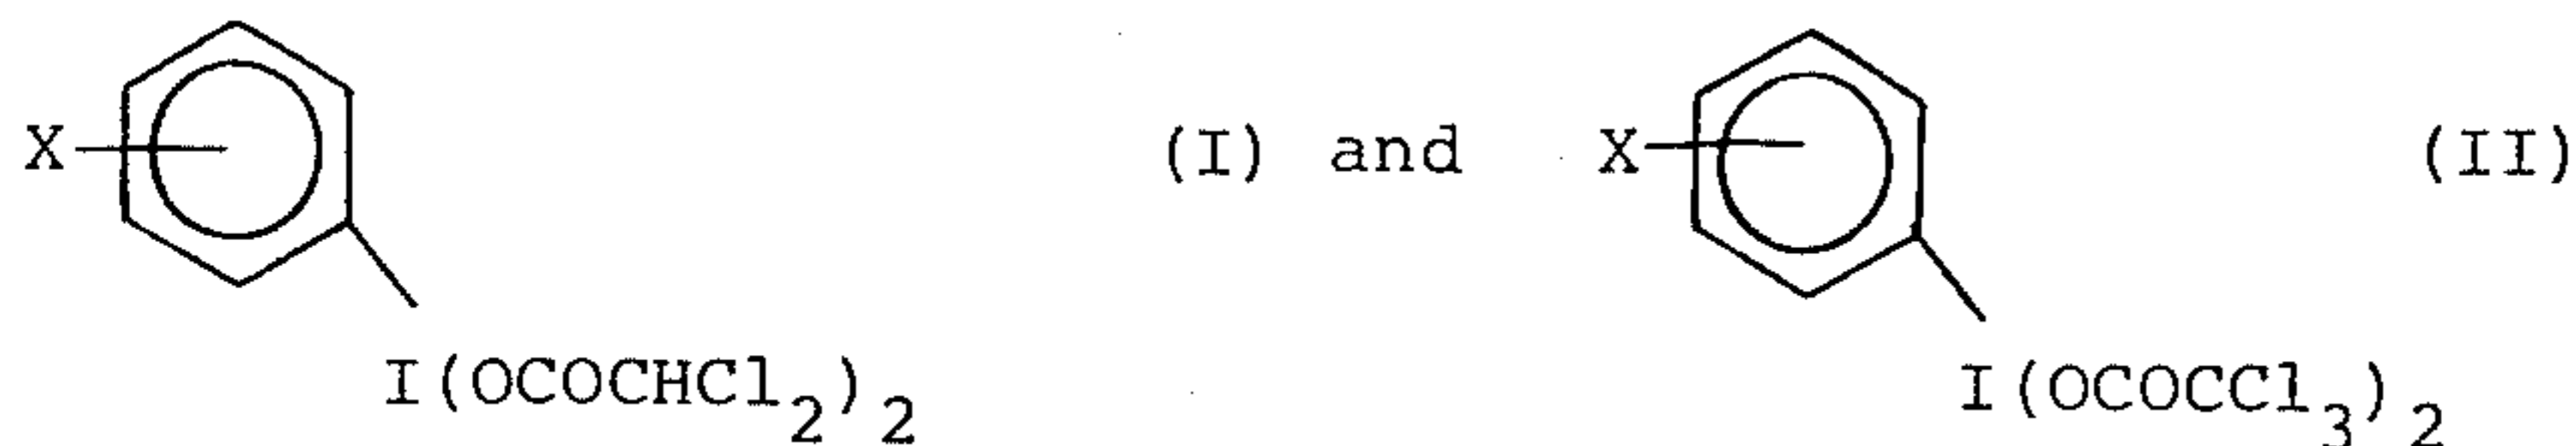 X (I) and X (II)
I(OCOCHCl₂)₂ I(OCOCCl₃)₂